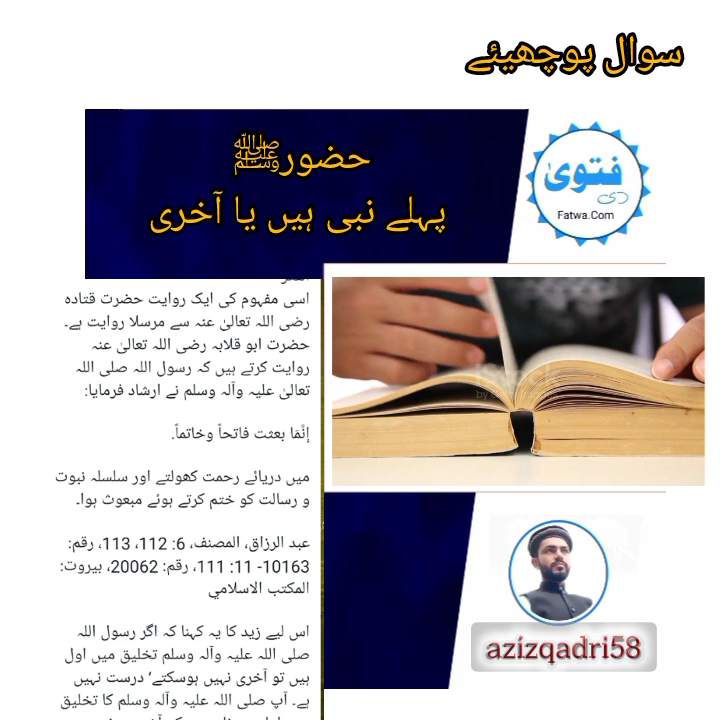 سوال پوچھیئے
حضورﷺ
پہلے نبی ہیں یا آخری
فتویٰ
دی
Fatwa.Com
اسی مفہوم کی ایک روایت حضرت قتادہ
رضی اللہ تعالیٰ عنہ سے مرسلا روایت ہے۔
حضرت ابو قلابہ رضی اللہ تعالیٰ عنہ
روایت کرتے ہیں کہ رسول اللہ صلی اللہ
تعالیٰ علیہ وآلہ وسلم نے ارشاد فرمایا:
إنَّمَا بعثت فاتحاً وخاتماً.
میں دریائے رحمت کھولتے اور سلسلہ نبوت
و رسالت کو ختم کرتے ہوئے مبعوث ہوا۔
عبد الرزاق، المصنف، 6: 112، 113، رقم:
10163- 11: 111، رقم: 20062، بیروت:
المكتب الاسلامي
اس لیے زید کا یہ کہنا کہ اگر رسول اللہ
صلی اللہ علیہ وآلہ وسلم تخلیق میں اول
ہیں تو آخری نہیں ہوسکتے‘ درست نہیں
ہے۔ آپ صلی اللہ علیہ وآلہ وسلم کا تخلیق
azizqadri58